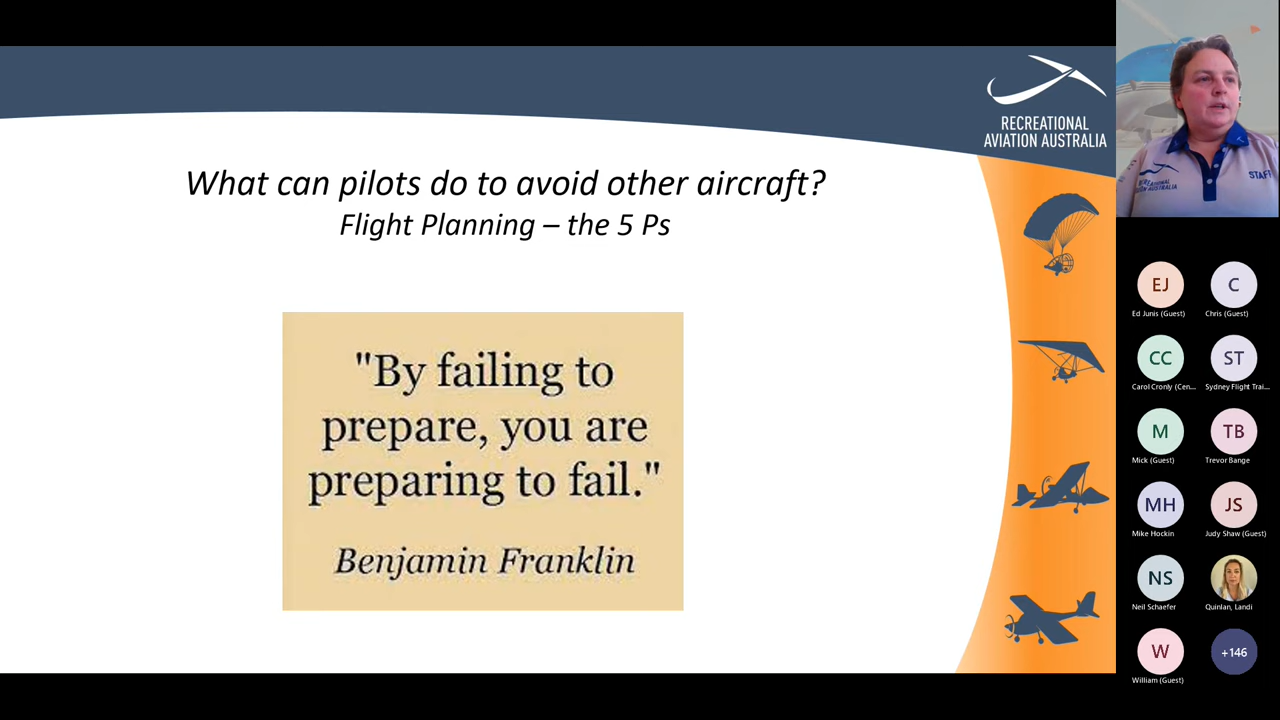 RECREATIONAL
AVIATION AUSTRALIA
What can pilots do to avoid other aircraft?
Flight Planning – the 5 Ps
"By failing to
prepare, you are
preparing to fail."
Benjamin Franklin
STAFF
EJ
Ed Junis (Guest)
C
Chris (Guest)
CC
Carol Cronly (Cen...
ST
Sydney Flight Trai...
M
Mick (Guest)
TB
Trevor Bange
MH
Mike Hockin
JS
Judy Shaw (Guest)
NS
Neil Schaefer
Quinlan, Landi
W
William (Guest)
+146